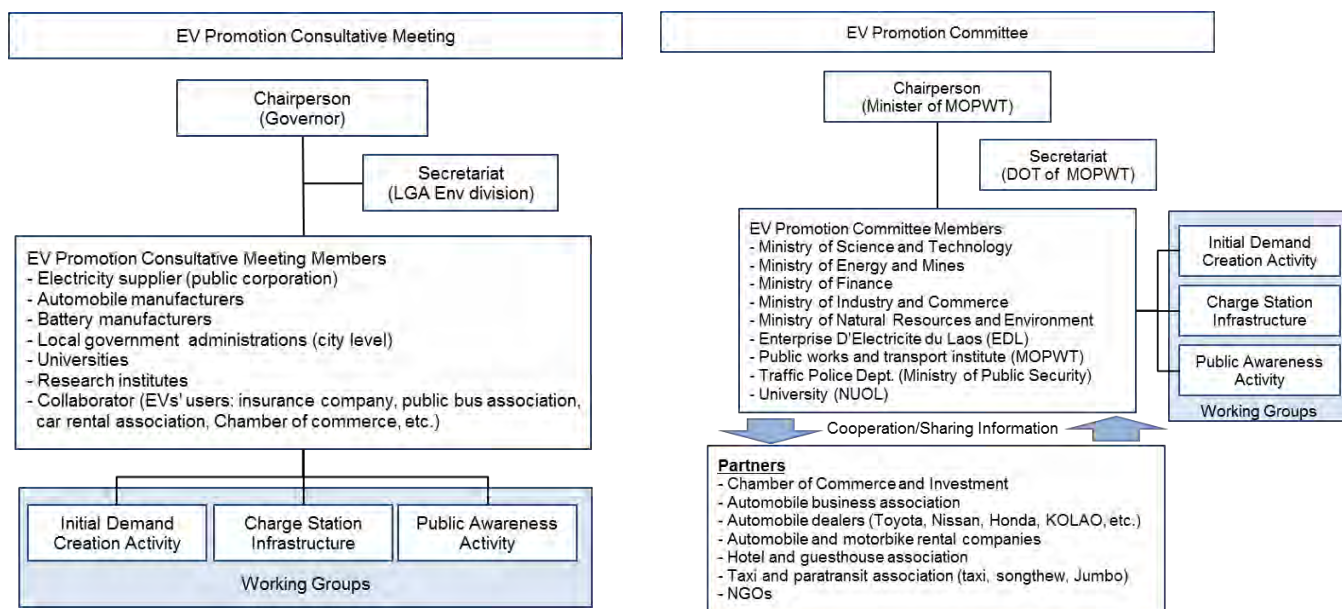 EV Promotion Consultative Meeting
Chairperson
(Governor)
Secretariat
(LGA Env division)
EV Promotion Consultative Meeting Members
- Electricity supplier (public corporation)
- Automobile manufacturers
- Battery manufacturers
- Local government administrations (city level)
- Universities
- Research institutes
- Collaborator (EVs' users: insurance company, public bus association,
car rental association, Chamber of commerce, etc.)
Initial Demand
Creation Activity
Charge Station
Infrastructure
Public Awareness
Activity
Working Groups
EV Promotion Committee
Chairperson
(Minister of MOPWT)
Secretariat
(DOT of MOPWT)
EV Promotion Committee Members
- Ministry of Science and Technology
- Ministry of Energy and Mines
- Ministry of Finance
- Ministry of Industry and Commerce
- Ministry of Natural Resources and Environment
- Enterprise D'Electricite du Laos (EDL)
- Public works and transport institute (MOPWT)
- Traffic Police Dept. (Ministry of Public Security)
- University (NUOL)
Initial Demand
Creation Activity
Charge Station
Infrastructure
Public Awareness
Activity
Working Groups
Cooperation/Sharing Information
Partners
- Chamber of Commerce and Investment
- Automobile business association
- Automobile dealers (Toyota, Nissan, Honda, KOLAO, etc.)
- Automobile and motorbike rental companies
- Hotel and guesthouse association
- Taxi and paratransit association (taxi, songthew, Jumbo)
- NGOs